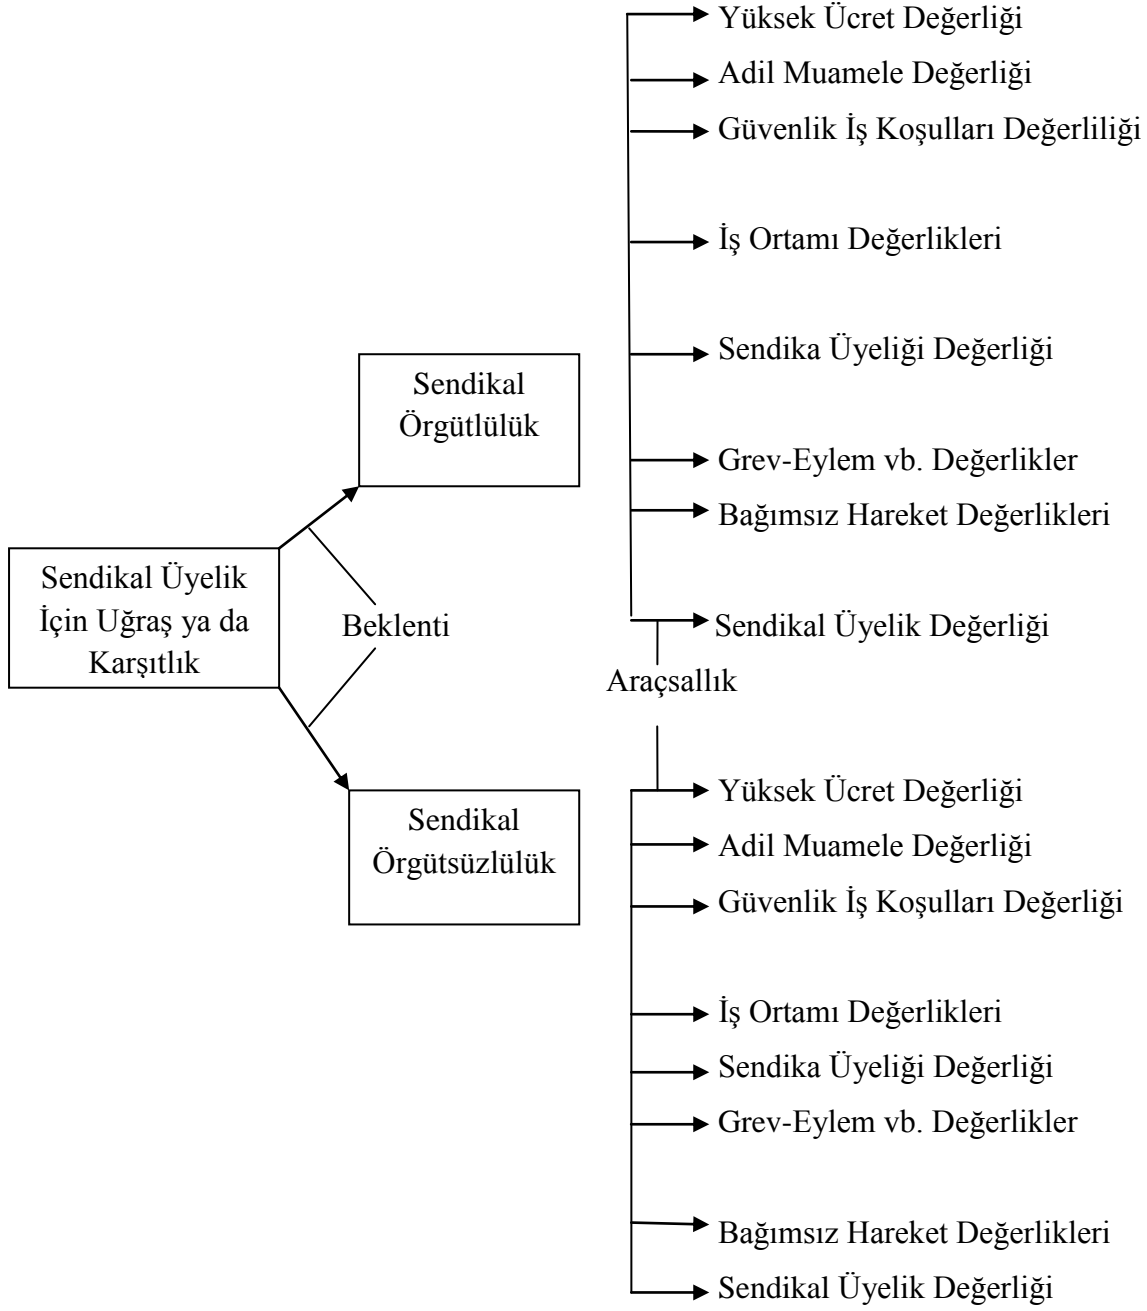 Yüksek Ücret Değerliği
Adil Muamele Değerliği
Güvenlik İş Koşulları Değerliliği
İş Ortamı Değerlikleri
Sendika Üyeliği Değerliği
Sendikal
Örgütlülük
Grev-Eylem vb. Değerlikler
Bağımsız Hareket Değerlikleri
Sendikal Üyelik
İçin Uğraş ya da
Karşıtlık
Beklenti
Sendikal Üyelik Değerliği
Araçsallık
Sendikal
Örgütsüzlülük
Yüksek Ücret Değerliği
Adil Muamele Değerliği
Güvenlik İş Koşulları Değerliği
İş Ortamı Değerlikleri
Sendika Üyeliği Değerliği
Grev-Eylem vb. Değerlikler
Bağımsız Hareket Değerlikleri
Sendikal Üyelik Değerliği